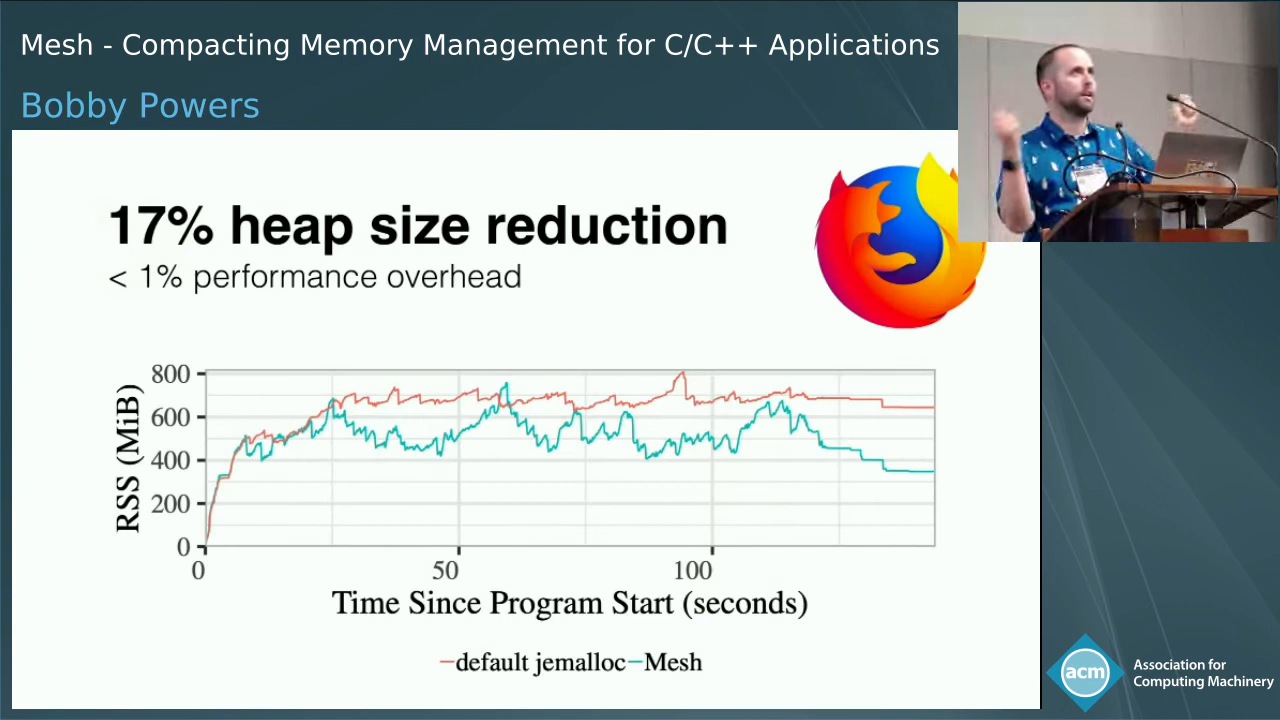 Mesh - Compacting Memory Management for C/C++ Applications
Bobby Powers
17% heap size reduction
< 1% performance overhead
800
600
400
200
0
RSS (MiB)
0 50 100
Time Since Program Start (seconds)
default jemalloc Mesh
acm
Association for
Computing Machinery